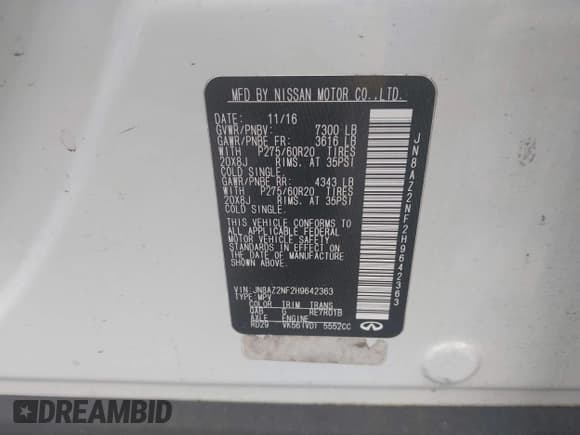 MFD BY NISSAN MOTOR CO.,LTD.
DATE: 11/16
GVWR/PNBV: 7300 LB
GAWR/PNBE FR: 3616 LB
WITH P275/60R20 TIRES
20X8J RIMS, AT 35PSI
COLD SINGLE.
GAWR/PNBE RR: 4343 LB
WITH P275/60R20 TIRES
20X8J RIMS, AT 35PSI
COLD SINGLE.
THIS VEHICLE CONFORMS TO
ALL APPLICABLE FEDERAL
MOTOR VEHICLE SAFETY
STANDARDS IN EFFECT ON
THE DATE OF MANUFACTURE
SHOWN ABOVE.
VIN: JN8AZ2NF2H9642363
TYPE: MPV
COLOR TRIM TRANS
QAB G RE7R01B
AXLE ENGINE
RD29 VK56(VD) 5552CC
JN8AZ2NF2H9642363
INFINITI
DREAMBID